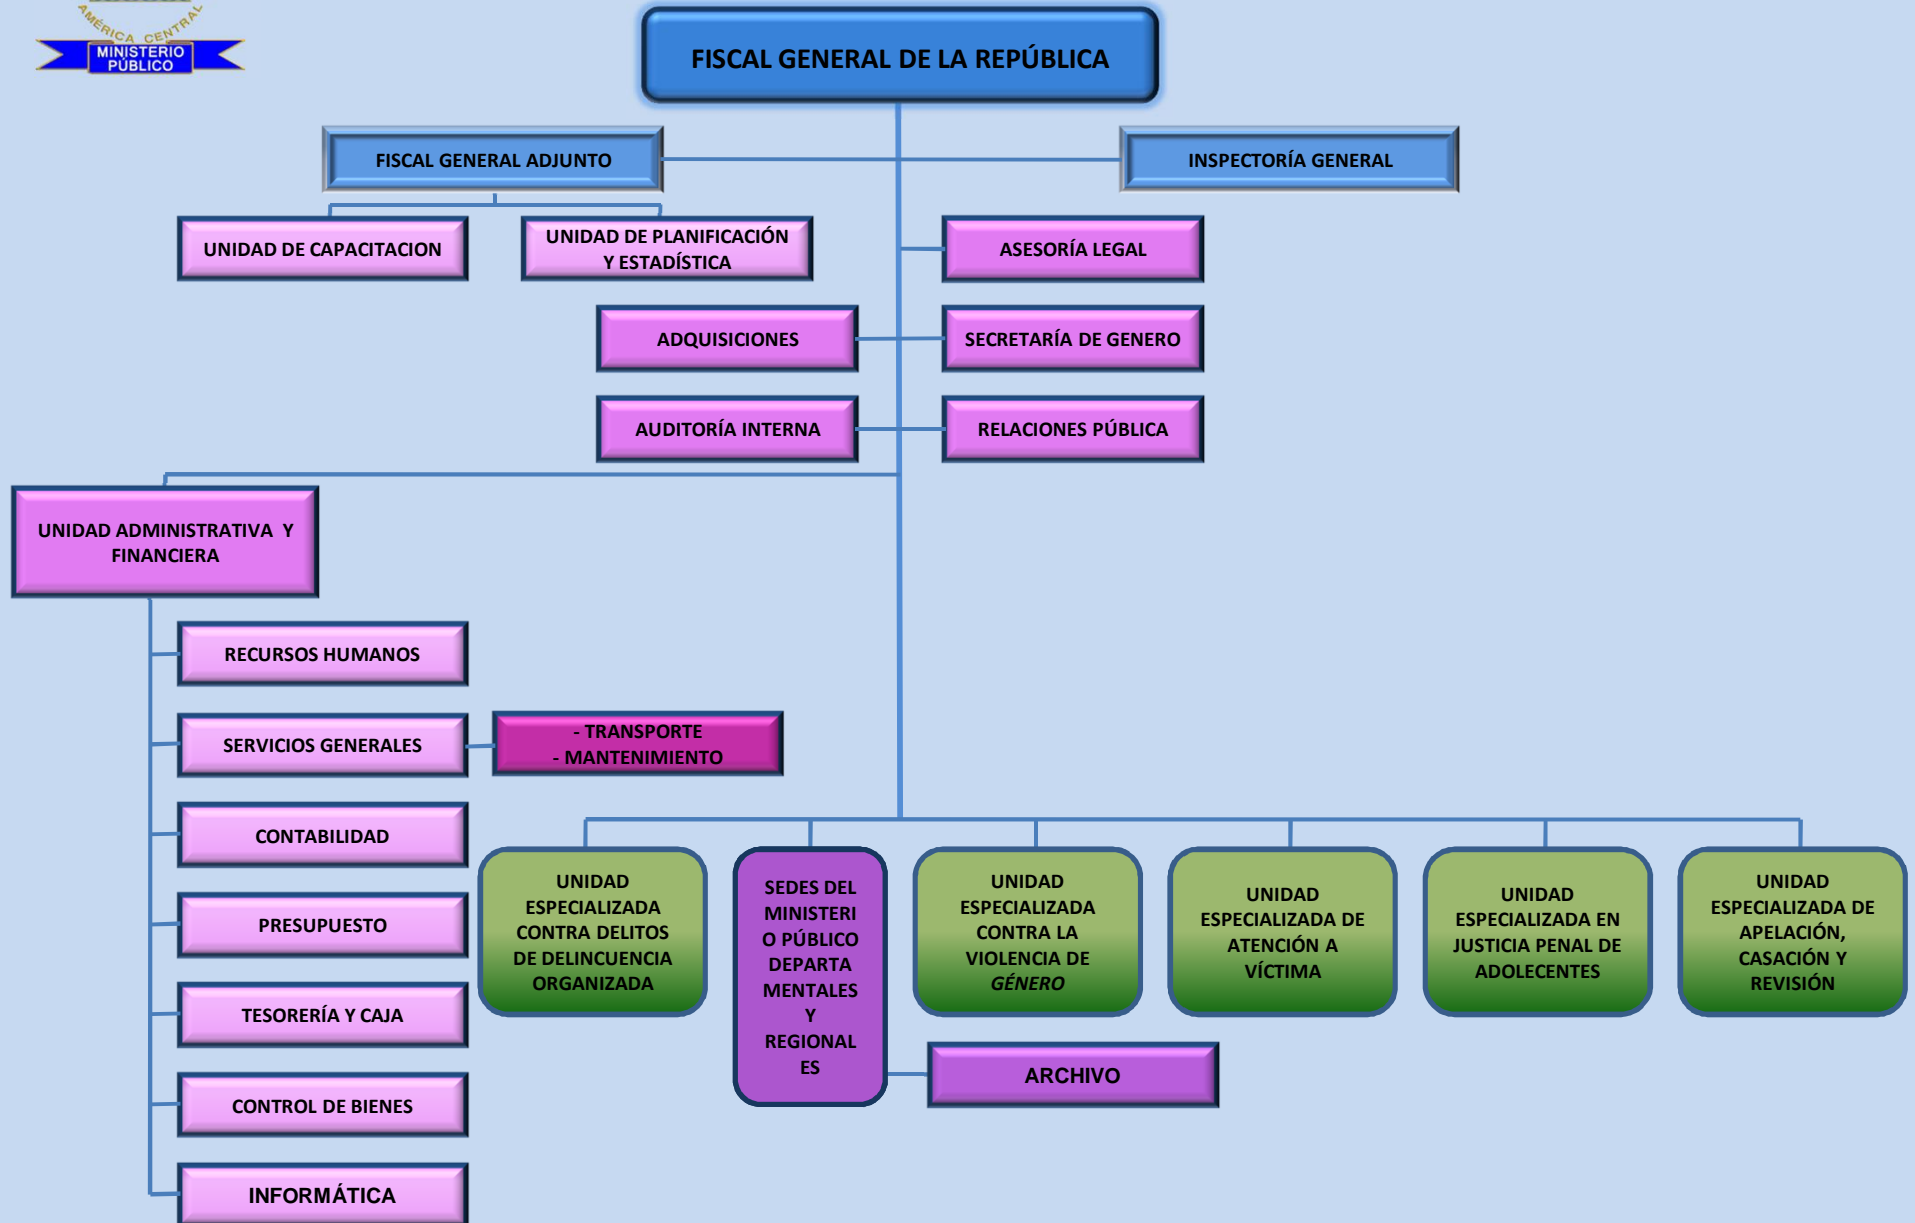 AMÉRICA CENTRAL
MINISTERIO
PÚBLICO
FISCAL GENERAL DE LA REPÚBLICA
FISCAL GENERAL ADJUNTO
INSPECTORÍA GENERAL
UNIDAD DE CAPACITACION
UNIDAD DE PLANIFICACIÓN
Y ESTADÍSTICA
ASESORÍA LEGAL
ADQUISICIONES
SECRETARÍA DE GENERO
AUDITORÍA INTERNA
RELACIONES PÚBLICA
UNIDAD ADMINISTRATIVA Y
FINANCIERA
RECURSOS HUMANOS
SERVICIOS GENERALES
- TRANSPORTE
- MANTENIMIENTO
CONTABILIDAD
PRESUPUESTO
TESORERÍA Y CAJA
CONTROL DE BIENES
INFORMÁTICA
UNIDAD
ESPECIALIZADA
CONTRA DELITOS
DE DELINCUENCIA
ORGANIZADA
SEDES DEL
MINISTERI
O PÚBLICO
DEPARTA
MENTALES
Y
REGIONAL
ES
UNIDAD
ESPECIALIZADA
CONTRA LA
VIOLENCIA DE
GÉNERO
UNIDAD
ESPECIALIZADA DE
ATENCIÓN A
VÍCTIMA
UNIDAD
ESPECIALIZADA EN
JUSTICIA PENAL DE
ADOLECENTES
UNIDAD
ESPECIALIZADA DE
APELACIÓN,
CASACIÓN Y
REVISIÓN
ARCHIVO